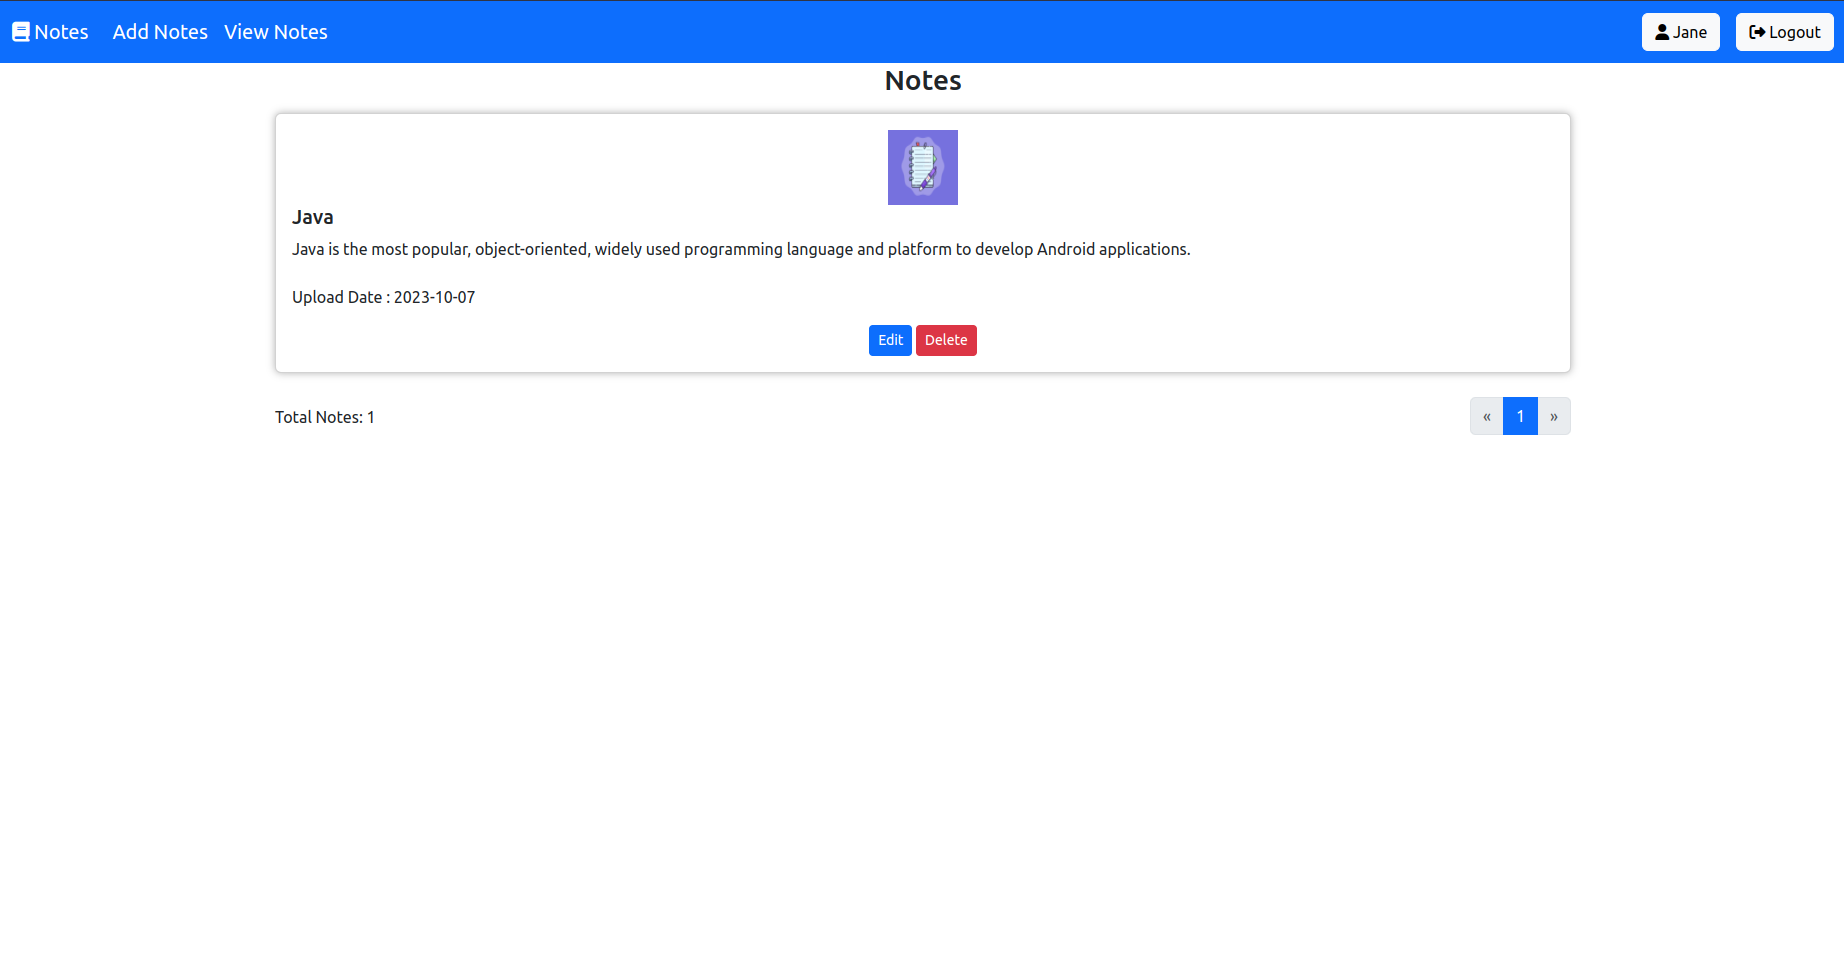 Notes Add Notes View Notes Jane Logout
Notes
Java
Java is the most popular, object-oriented, widely used programming language and platform to develop Android applications.
Upload Date : 2023-10-07
Edit Delete
Total Notes: 1 « 1 »